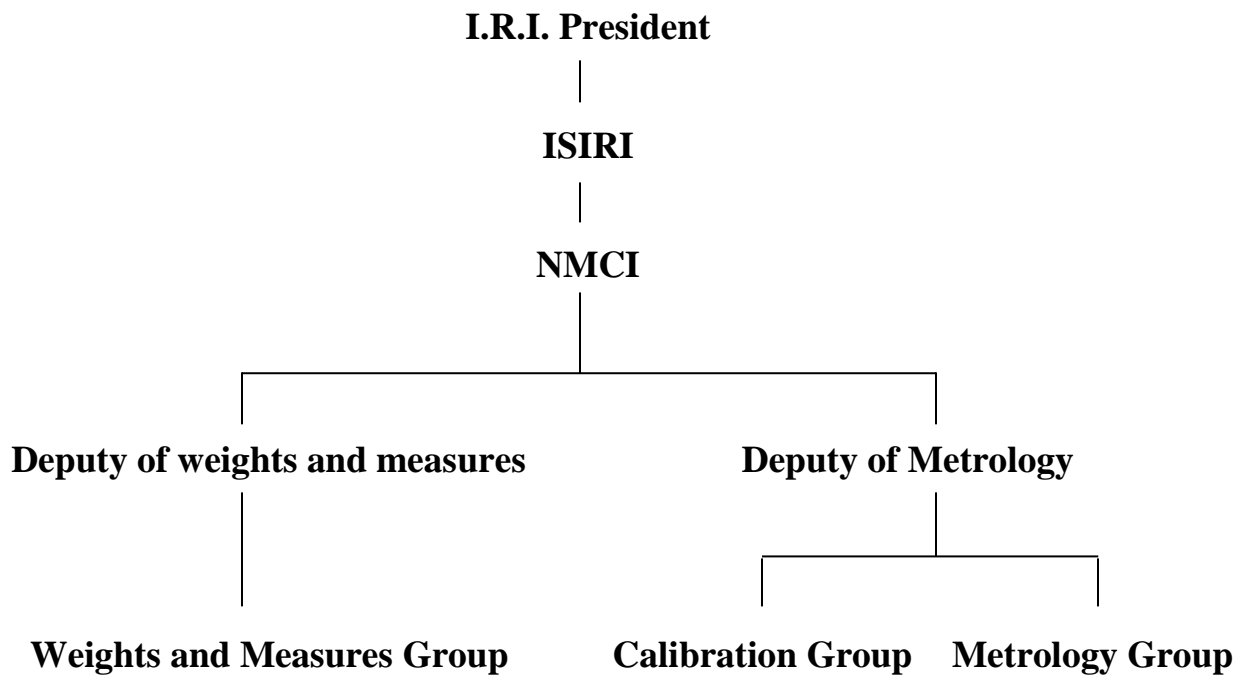 I.R.I. President
ISIRI
NMCI
Deputy of weights and measures
Deputy of Metrology
Weights and Measures Group
Calibration Group
Metrology Group